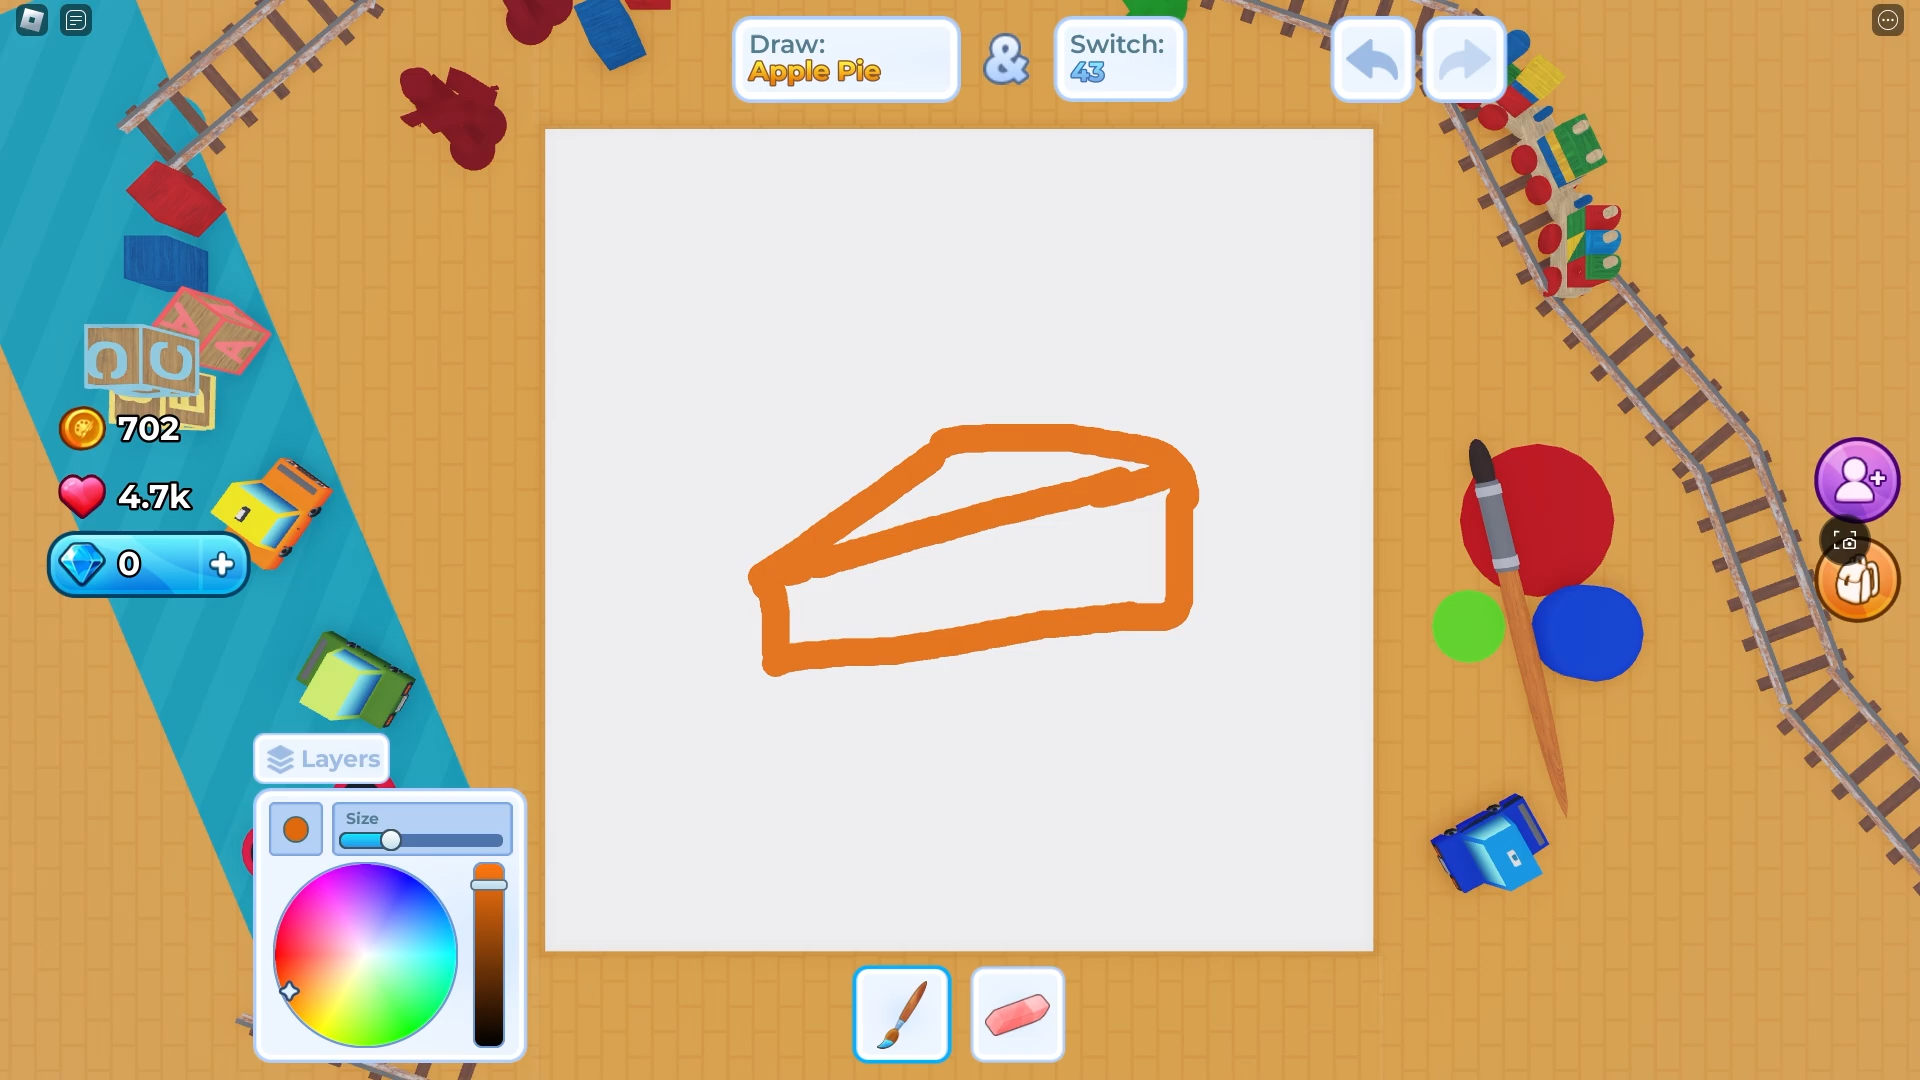 Draw:
Apple Pie
&
Switch:
43
A
A
C
C
702
4.7k
0
Layers
Size